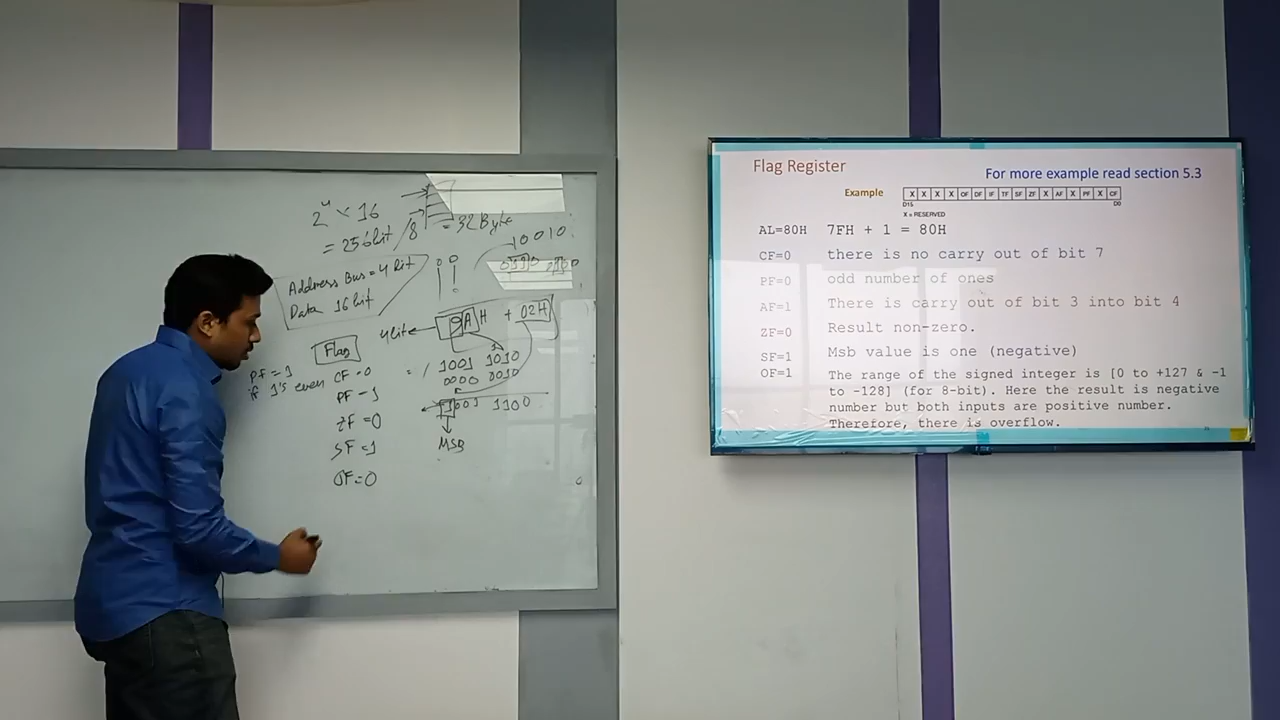 2⁴ × 16
= 256bit /8 = 32 Byte
Address Bus = 4 bit
Data 16 bit
10010
9AH + 02H
Flag
PF = 1
if 1's even
CF = 0
PF = 1
ZF = 0
SF = 1
OF = 0
1001 1010
0000 0010
1001 1100
MSB
Flag Register
For more example read section 5.3
Example
X X X X OF DF IF TF SF ZF X AF X PF X CF
D15 D0
X = RESERVED
AL=80H 7FH + 1 = 80H
CF=0 there is no carry out of bit 7
PF=0 odd number of ones
AF=1 There is carry out of bit 3 into bit 4
ZF=0 Result non-zero.
SF=1 Msb value is one (negative)
OF=1 The range of the signed integer is [0 to +127 & -1
to -128] (for 8-bit). Here the result is negative
number but both inputs are positive number.
Therefore, there is overflow.